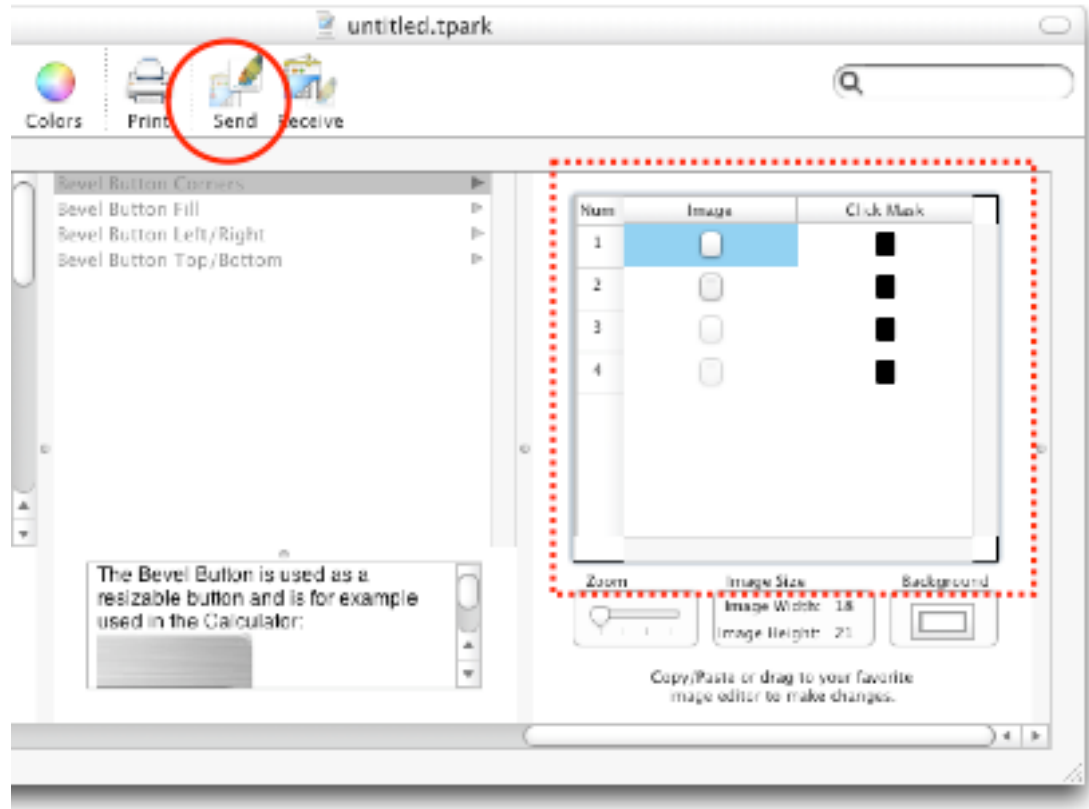 untitled.tpark
Colors Print Send Receive
Bevel Button Corners
Bevel Button Fill
Bevel Button Left/Right
Bevel Button Top/Bottom
Num Image Click Mask
1
2
3
4
The Bevel Button is used as a
resizable button and is for example
used in the Calculator:
Zoom Image Size Background
Image Width: 18
Image Height: 21
Copy/Paste or drag to your favorite
image editor to make changes.